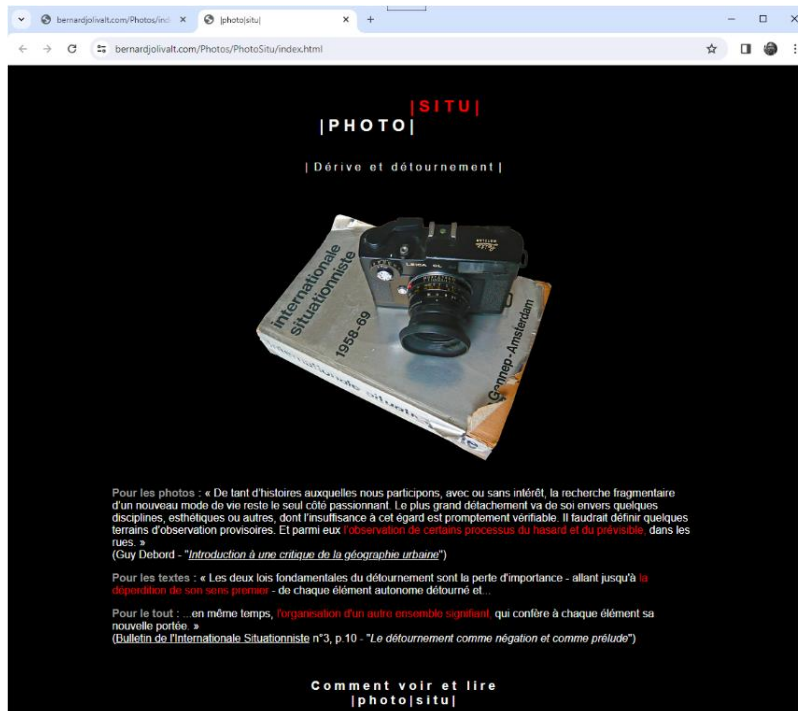 bernardjolivalt.com/Photos/ind
|photo|situ|
bernardjolivalt.com/Photos/PhotoSitu/index.html
|SITU|
|PHOTO|
| Dérive et détournement |
LEICA CL
internationale
situationniste
1958-69
Gennep-Amsterdam
Pour les photos : « De tant d'histoires auxquelles nous participons, avec ou sans intérêt, la recherche fragmentaire
d'un nouveau mode de vie reste le seul côté passionnant. Le plus grand détachement va de soi envers quelques
disciplines, esthétiques ou autres, dont l'insuffisance à cet égard est promptement vérifiable. Il faudrait définir quelques
terrains d'observation provisoires. Et parmi eux l'observation de certains processus du hasard et du prévisible, dans les
rues. »
(Guy Debord - "Introduction à une critique de la géographie urbaine")
Pour les textes : « Les deux lois fondamentales du détournement sont la perte d'importance - allant jusqu'à la
déperdition de son sens premier - de chaque élément autonome détourné et...
Pour le tout : ...en même temps, l'organisation d'un autre ensemble signifiant, qui confère à chaque élément sa
nouvelle portée. »
(Bulletin de l'Internationale Situationniste n°3, p.10 - "Le détournement comme négation et comme prélude")
Comment voir et lire
|photo|situ|